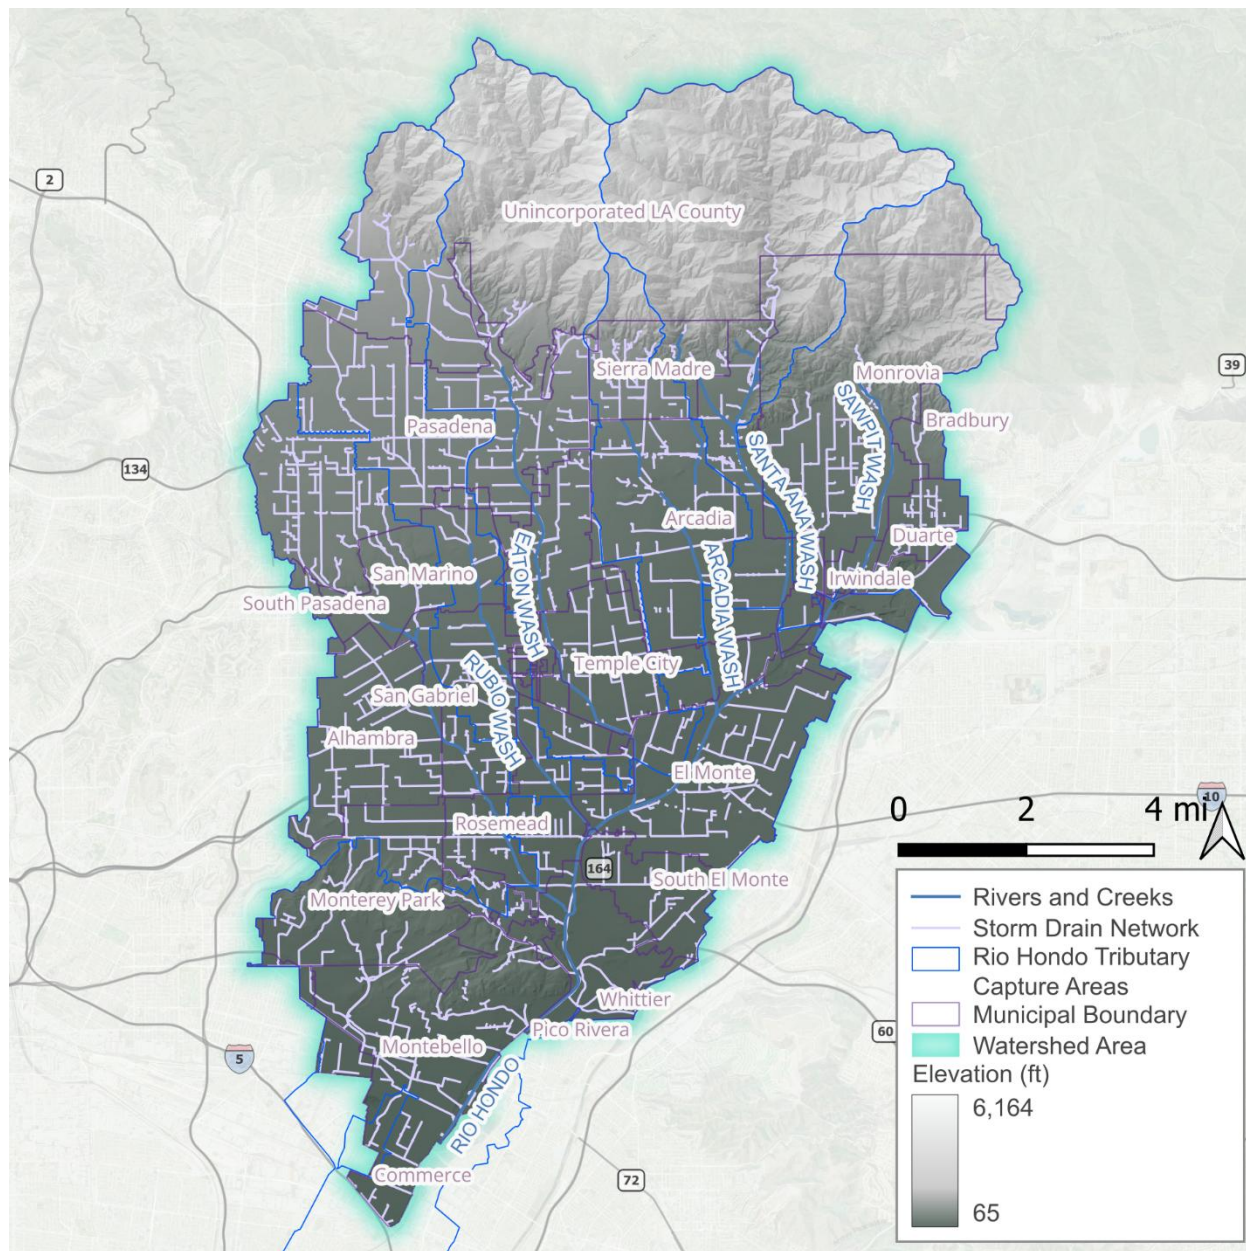 2
Unincorporated LA County
39
Sierra Madre
Monrovia
SAWPIT WASH
Bradbury
Pasadena
134
SANTA ANA WASH
Arcadia
Duarte
EATON WASH
ARCADIA WASH
San Marino
Irwindale
South Pasadena
Temple City
RUBIO WASH
San Gabriel
Alhambra
El Monte
10
0 2 4 mi
Rosemead
164
South El Monte
Monterey Park
Whittier
Pico Rivera
60
Montebello
5
RIO HONDO
Commerce
72
Rivers and Creeks
Storm Drain Network
Rio Hondo Tributary
Capture Areas
Municipal Boundary
Watershed Area
Elevation (ft)
6,164
65